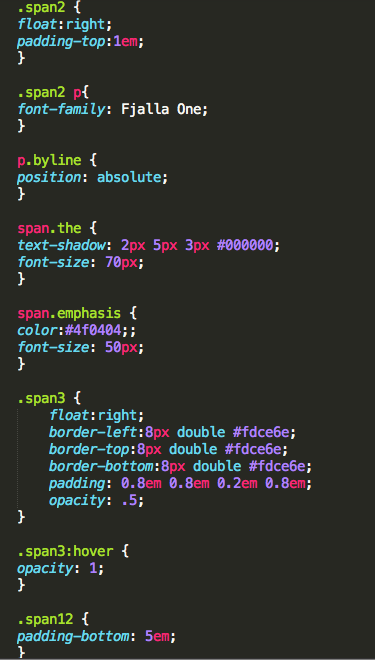 .span2 {
float:right;
padding-top:1em;
}

.span2 p{
font-family: Fjalla One;
}

p.byline {
position: absolute;
}

span.the {
text-shadow: 2px 5px 3px #000000;
font-size: 70px;
}

span.emphasis {
color:#4f0404;;
font-size: 50px;
}

.span3 {
    float:right;
    border-left:8px double #fdce6e;
    border-top:8px double #fdce6e;
    border-bottom:8px double #fdce6e;
    padding: 0.8em 0.8em 0.2em 0.8em;
    opacity: .5;
}

.span3:hover {
opacity: 1;
}

.span12 {
padding-bottom: 5em;
}